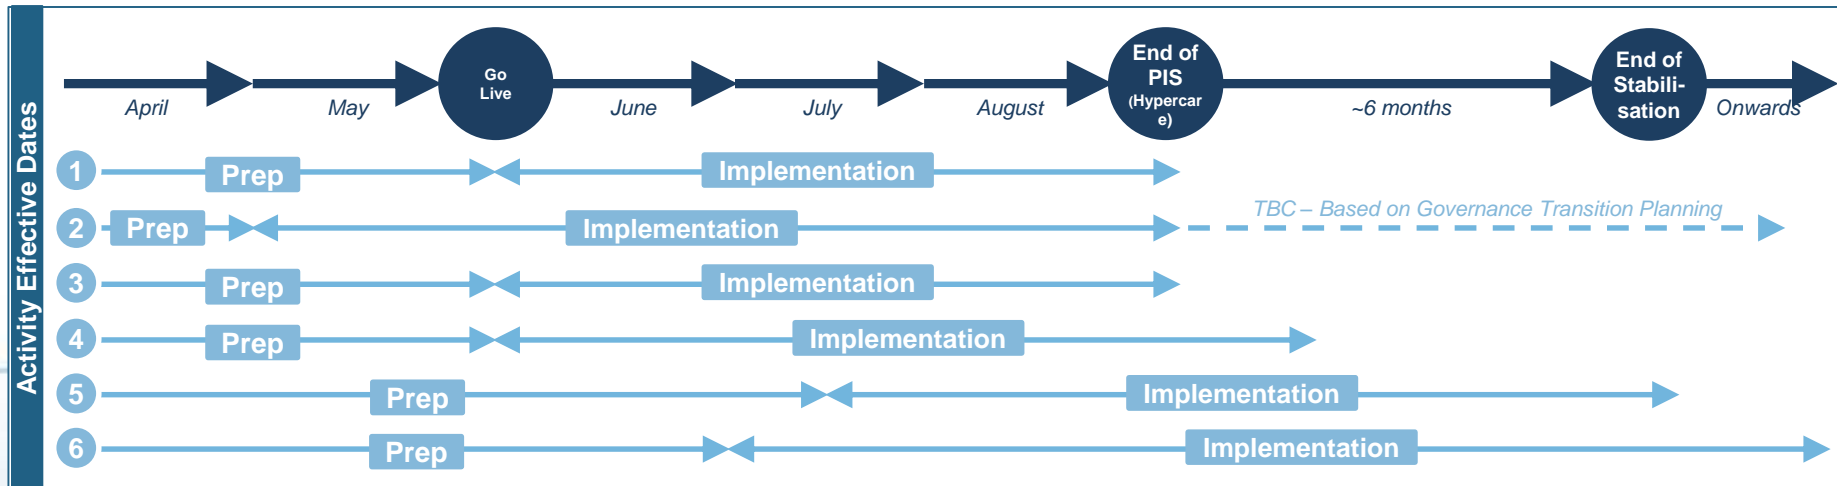 Activity Effective Dates
April
May
Go
Live
June
July
August
End of
PIS
(Hypercar
e)
~6 months
End of
Stabili-
sation
Onwards
1
Prep
Implementation
2
Prep
Implementation
TBC – Based on Governance Transition Planning
3
Prep
Implementation
4
Prep
Implementation
5
Prep
Implementation
6
Prep
Implementation